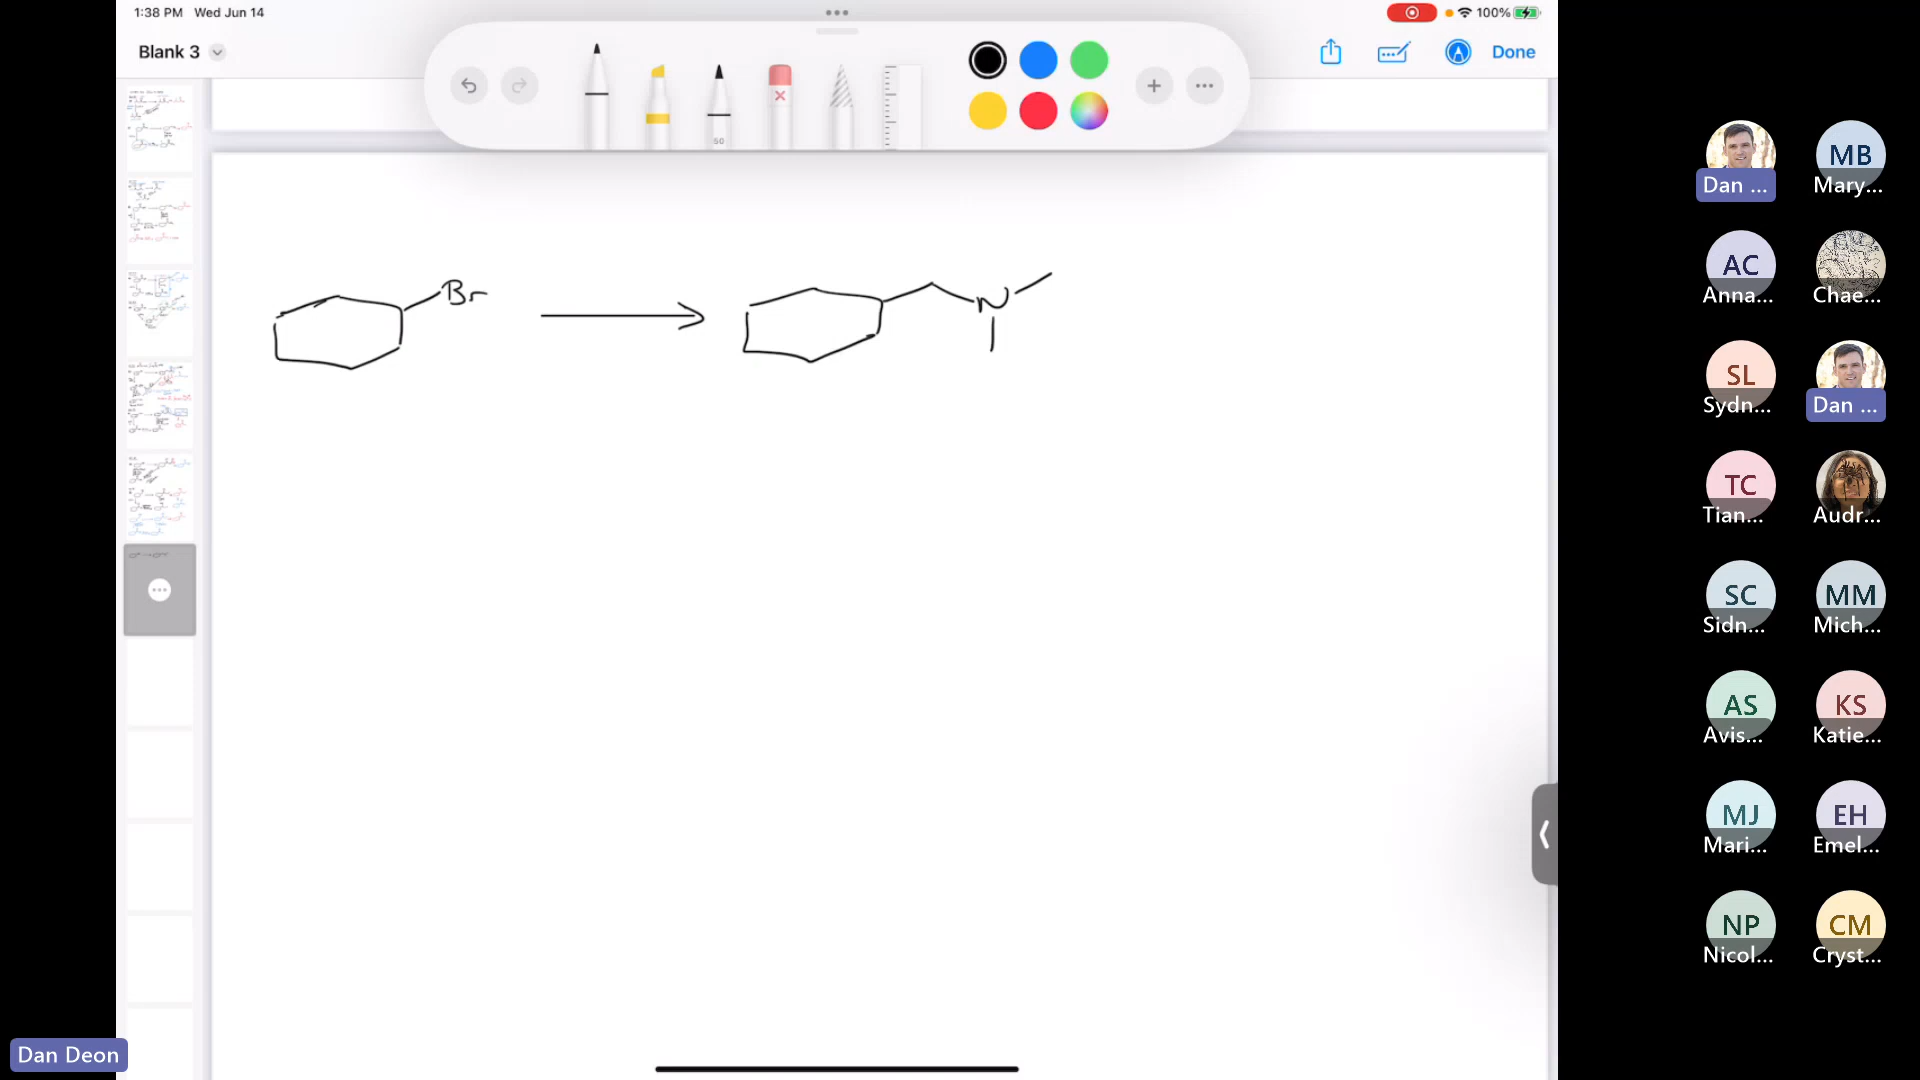 1:38 PM Wed Jun 14
100%
Blank 3
Done
50
Br
N
Dan ...
MB
Mary...
AC
Anna...
Chae...
SL
Sydn...
Dan ...
TC
Tian...
Audr...
SC
Sidn...
MM
Mich...
AS
Avis...
KS
Katie...
MJ
Mari...
EH
Emel...
NP
Nicol...
CM
Cryst...
Dan Deon